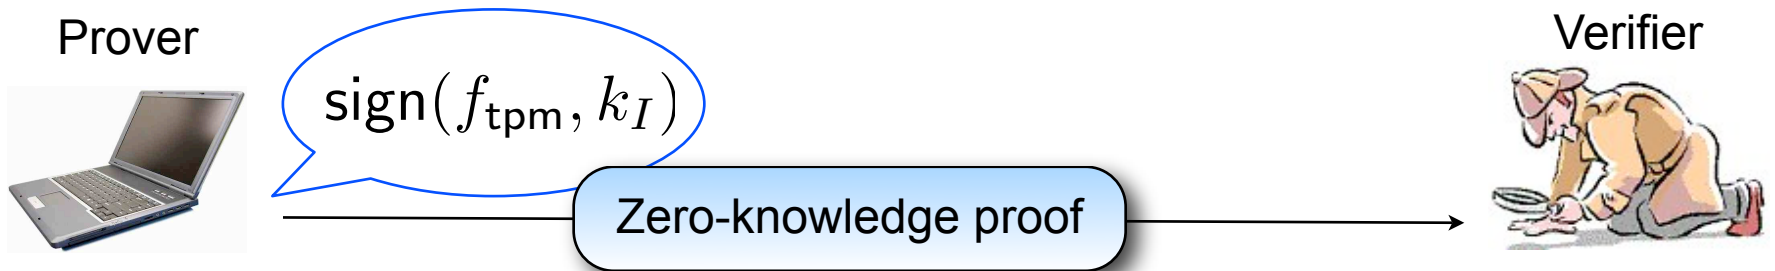 Prover
Verifier
sign(f_tpm, k_I)
Zero-knowledge proof